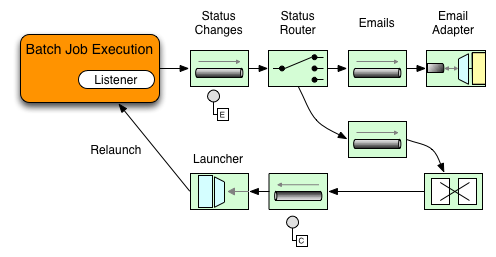 Status
Changes
Status
Router
Emails
Email
Adapter
Batch Job Execution
Listener
E
Relaunch
Launcher
C